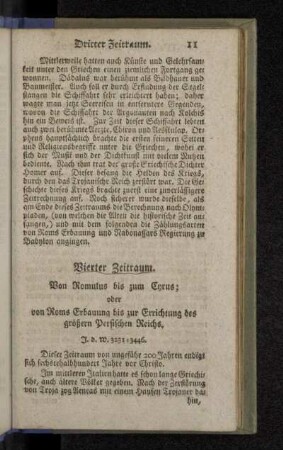 Dritter Zeitraum. 11
Mittlerweile hatten auch Künste und Gelehrsam-
keit unter den Griechen einen ziemlichen Fortgang ge-
wonnen. Dädalus war berühmt als Bildhauer und
Baumeister. Auch soll er durch Erfindung der Segel-
stangen die Schiffahrt sehr erleichtert haben; daher
wagte man jetzt Seereisen in entferntere Gegenden,
wovon die Schiffahrt der Argonauten nach Kolchis
hin ein Beweis ist. Zur Zeit dieser Schiffahrt lebten
auch zwei berühmte Aerzte, Chiron und Aeskulap. Or-
pheus hauptsächlich brachte die ersten feineren Sitten
und Religionsbegriffe unter die Griechen, wobei er
sich der Musik und der Dichtkunst mit vielem Nutzen
bediente. Nach ihm trat der große Griechische Dichter
Homer auf. Dieser besang die Helden des Kriegs,
durch den das Trojanische Reich zerstört war. Die Ge-
schichte dieses Kriegs brachte zuerst eine zuverlässigere
Zeitrechnung auf. Noch sicherer wurde dieselbe, als
am Ende dieses Zeitraums die Berechnung nach Olym-
piaden, (von welchen die Alten die historische Zeit an-
fangen,) und mit dem folgenden die Zählungsarten
von Roms Erbauung und Nabonassars Regierung zu
Babylon angingen.
Vierter Zeitraum.
Von Romulus bis zum Cyrus;
oder
von Roms Erbauung bis zur Errichtung des
größern Persischen Reichs,
J. d. W. 3231-3446.
Dieser Zeitraum von ungefähr 200 Jahren endigt
sich sechstehalbhundert Jahre vor Christo.
Im mittleren Italien hatte es schon lange Griechi-
sche, auch ältere Völker gegeben. Nach der Zerstörung
von Troja zog Aeneas mit einem Haufen Trojaner da-
hin,